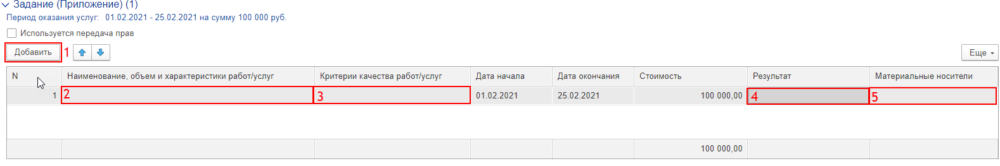 Задание (Приложение) (1)
Период оказания услуг: 01.02.2021 - 25.02.2021 на сумму 100 000 руб.
Используется передача прав
Добавить 1 Еще
N Наименование, объем и характеристики работ/услуг Критерии качества работ/услуг Дата начала Дата окончания Стоимость Результат Материальные носители
1 2 3 01.02.2021 25.02.2021 100 000,00 4 5
100 000,00